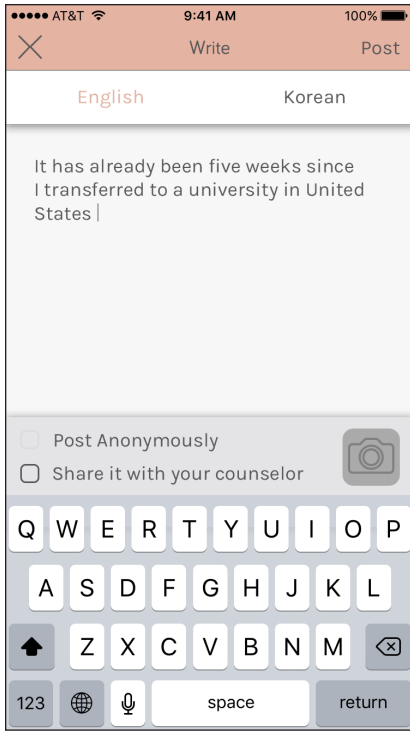 AT&T 9:41 AM 100%
Write Post
English Korean
It has already been five weeks since
I transferred to a university in United
States
Post Anonymously
Share it with your counselor
Q W E R T Y U I O P
A S D F G H J K L
Z X C V B N M
123 space return